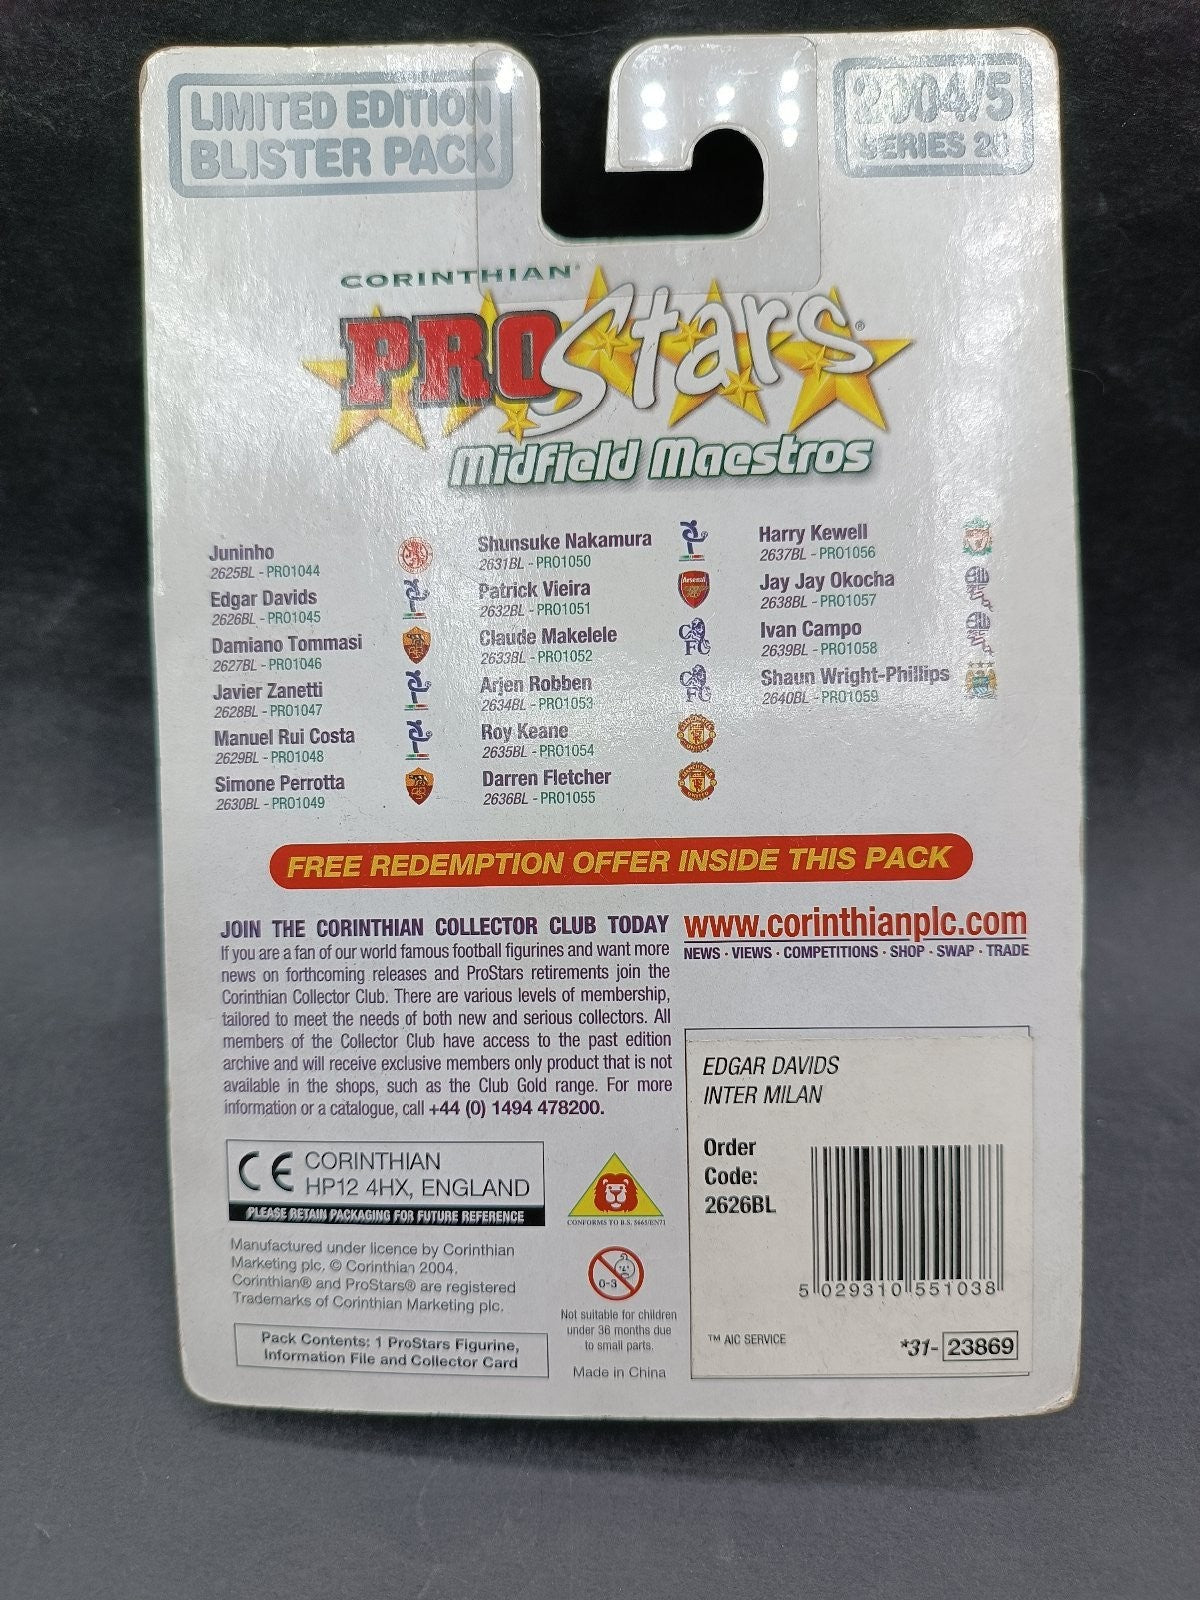 LIMITED EDITION
BLISTER PACK
2004/5
SERIES 20
CORINTHIAN®
PROStars®
Midfield Maestros
Juninho
2625BL - PRO1044
Edgar Davids
2626BL - PRO1045
Damiano Tommasi
2627BL - PRO1046
Javier Zanetti
2628BL - PRO1047
Manuel Rui Costa
2629BL - PRO1048
Simone Perrotta
2630BL - PRO1049
Shunsuke Nakamura
2631BL - PRO1050
Patrick Vieira
2632BL - PRO1051
Arsenal
Claude Makelele
2633BL - PRO1052
Arjen Robben
2634BL - PRO1053
Roy Keane
2635BL - PRO1054
Darren Fletcher
2636BL - PRO1055
Harry Kewell
2637BL - PRO1056
Jay Jay Okocha
2638BL - PRO1057
Ivan Campo
2639BL - PRO1058
Shaun Wright-Phillips
2640BL - PRO1059
FREE REDEMPTION OFFER INSIDE THIS PACK
JOIN THE CORINTHIAN COLLECTOR CLUB TODAY
If you are a fan of our world famous football figurines and want more
news on forthcoming releases and ProStars retirements join the
Corinthian Collector Club. There are various levels of membership,
tailored to meet the needs of both new and serious collectors. All
members of the Collector Club have access to the past edition
archive and will receive exclusive members only product that is not
available in the shops, such as the Club Gold range. For more
information or a catalogue, call +44 (0) 1494 478200.
www.corinthianplc.com
NEWS · VIEWS · COMPETITIONS · SHOP · SWAP · TRADE
EDGAR DAVIDS
INTER MILAN
Order
Code:
2626BL
5 029310 551038
™ AIC SERVICE
*31- 23869
CE CORINTHIAN
HP12 4HX, ENGLAND
PLEASE RETAIN PACKAGING FOR FUTURE REFERENCE
Manufactured under licence by Corinthian
Marketing plc. © Corinthian 2004.
Corinthian® and ProStars® are registered
Trademarks of Corinthian Marketing plc.
Pack Contents: 1 ProStars Figurine,
Information File and Collector Card
CONFORMS TO B.S. 5665/EN71
0-3
Not suitable for children
under 36 months due
to small parts.
Made in China